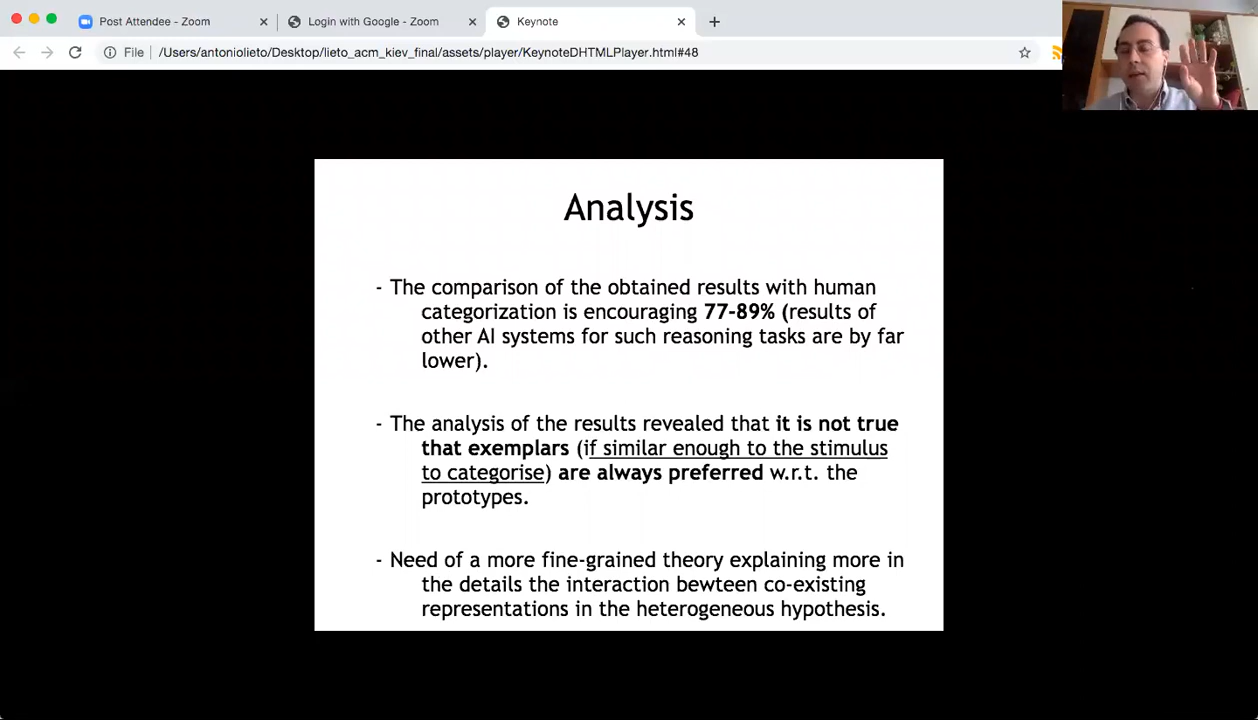 Post Attendee - Zoom
Login with Google - Zoom
Keynote
File /Users/antoniolieto/Desktop/lieto_acm_kiev_final/assets/player/KeynoteDHTMLPlayer.html#48
Analysis
- The comparison of the obtained results with human
categorization is encouraging 77-89% (results of
other AI systems for such reasoning tasks are by far
lower).
- The analysis of the results revealed that it is not true
that exemplars (if similar enough to the stimulus
to categorise) are always preferred w.r.t. the
prototypes.
- Need of a more fine-grained theory explaining more in
the details the interaction bewteen co-existing
representations in the heterogeneous hypothesis.